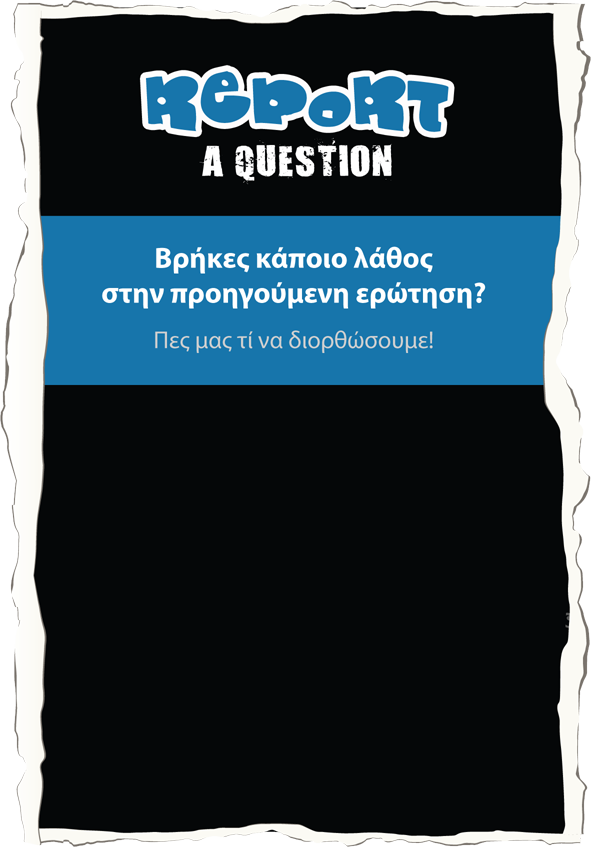 REPORT
A QUESTION
Βρήκες κάποιο λάθος
στην προηγούμενη ερώτηση?
Πες μας τί να διορθώσουμε!